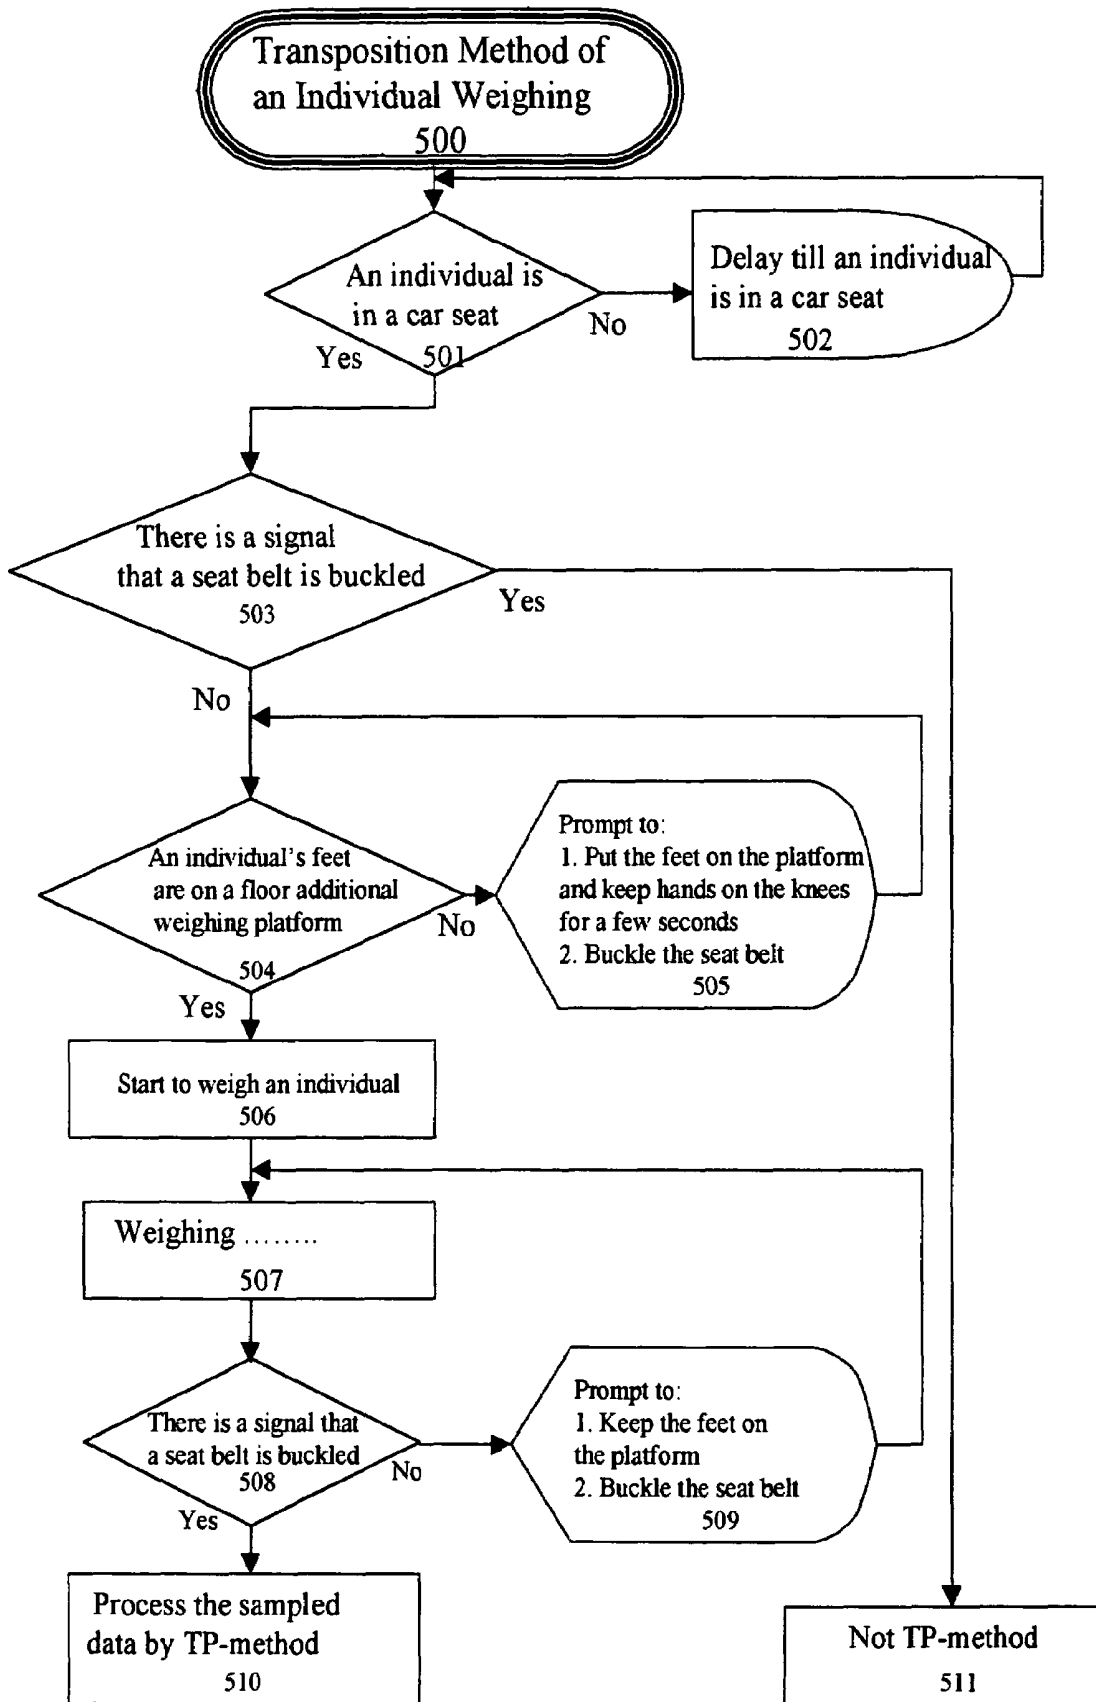 Transposition Method of
an Individual Weighing
500
An individual is
in a car seat
501
Yes
No
Delay till an individual
is in a car seat
502
There is a signal
that a seat belt is buckled
503
Yes
No
An individual's feet
are on a floor additional
weighing platform
504
No
Yes
Prompt to:
1. Put the feet on the platform
and keep hands on the knees
for a few seconds
2. Buckle the seat belt
505
Start to weigh an individual
506
Weighing ........
507
There is a signal that
a seat belt is buckled
508
No
Yes
Prompt to:
1. Keep the feet on
the platform
2. Buckle the seat belt
509
Process the sampled
data by TP-method
510
Not TP-method
511